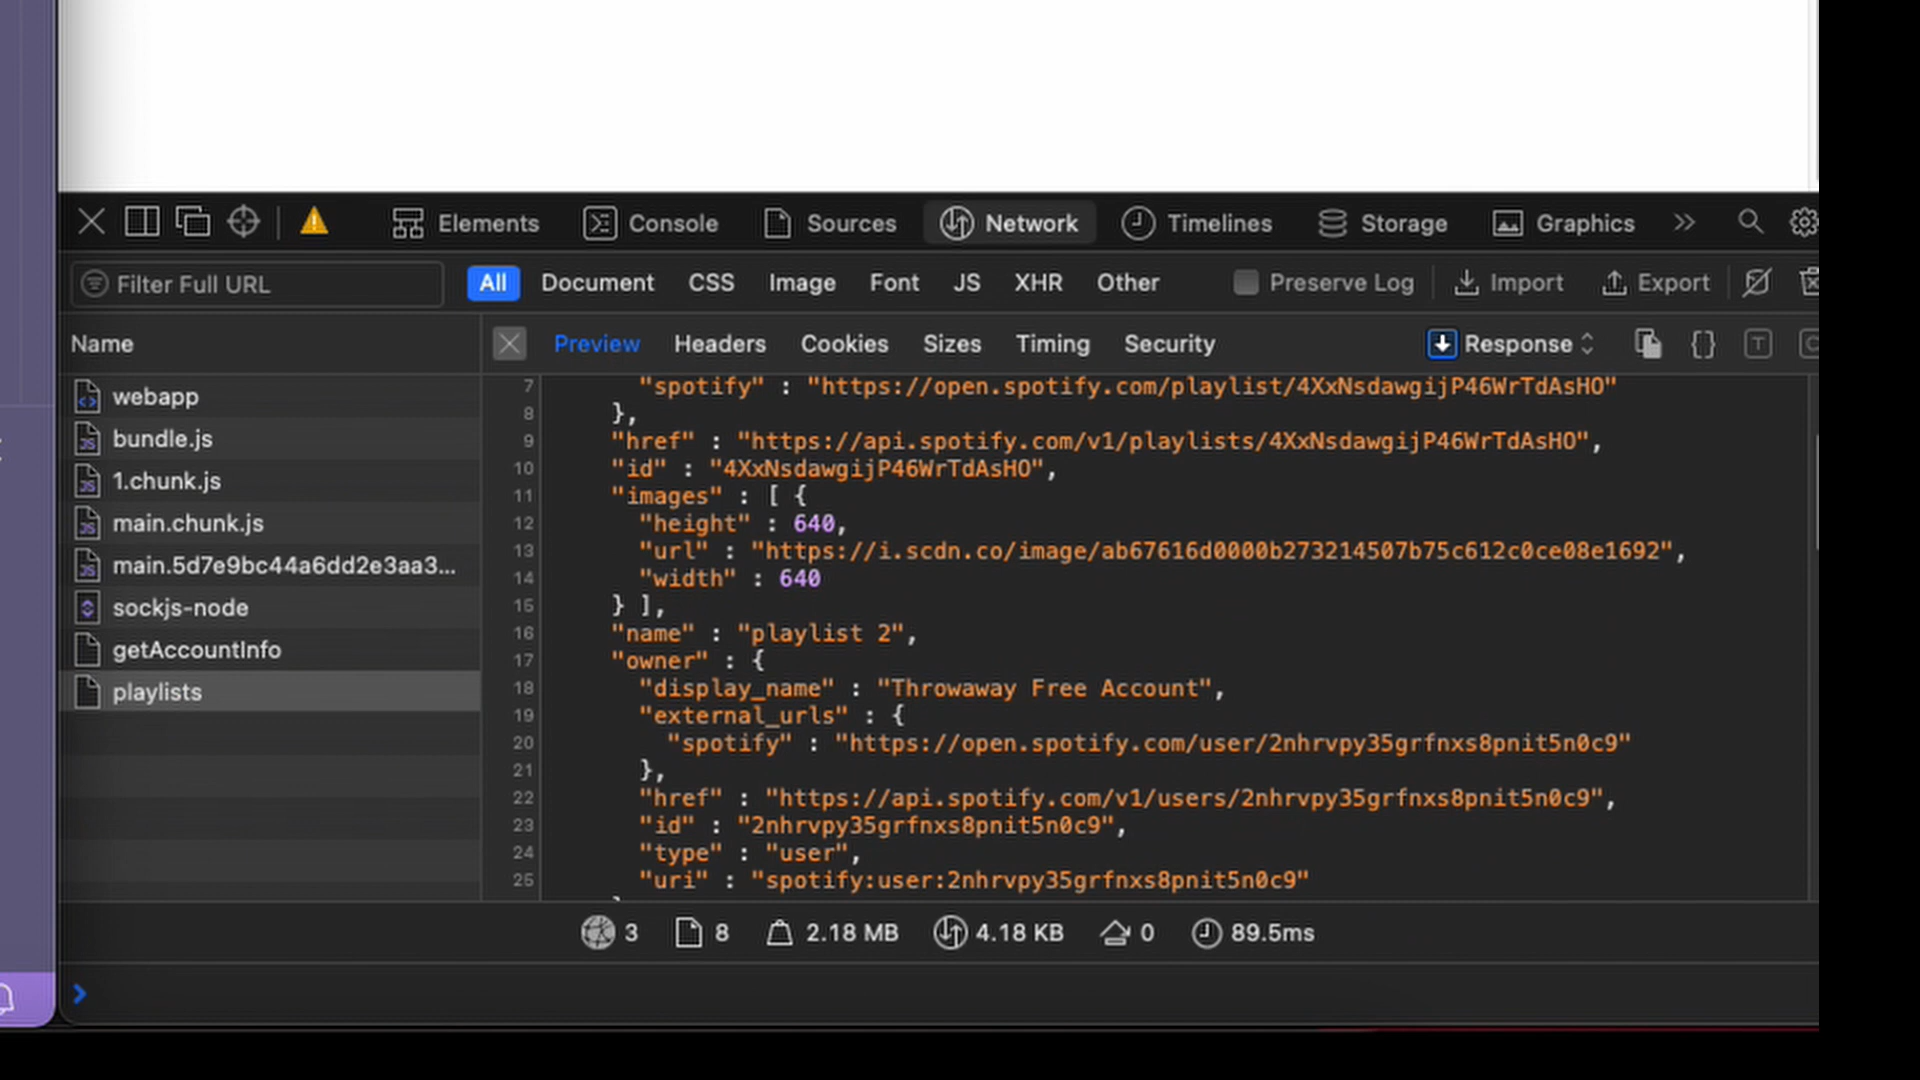 Elements
Console
Sources
Network
Timelines
Storage
Graphics
Filter Full URL
All
Document
CSS
Image
Font
JS
XHR
Other
Preserve Log
Import
Export
Name
Preview
Headers
Cookies
Sizes
Timing
Security
Response
webapp
bundle.js
1.chunk.js
main.chunk.js
main.5d7e9bc44a6dd2e3aa3...
sockjs-node
getAccountInfo
playlists
7 "spotify" : "https://open.spotify.com/playlist/4XxNsdawgijP46WrTdAsHO"
8 },
9 "href" : "https://api.spotify.com/v1/playlists/4XxNsdawgijP46WrTdAsHO",
10 "id" : "4XxNsdawgijP46WrTdAsHO",
11 "images" : [ {
12 "height" : 640,
13 "url" : "https://i.scdn.co/image/ab67616d0000b273214507b75c612c0ce08e1692",
14 "width" : 640
15 } ],
16 "name" : "playlist 2",
17 "owner" : {
18 "display_name" : "Throwaway Free Account",
19 "external_urls" : {
20 "spotify" : "https://open.spotify.com/user/2nhrvpy35grfnxs8pnit5n0c9"
21 },
22 "href" : "https://api.spotify.com/v1/users/2nhrvpy35grfnxs8pnit5n0c9",
23 "id" : "2nhrvpy35grfnxs8pnit5n0c9",
24 "type" : "user",
25 "uri" : "spotify:user:2nhrvpy35grfnxs8pnit5n0c9"
3
8
2.18 MB
4.18 KB
0
89.5ms